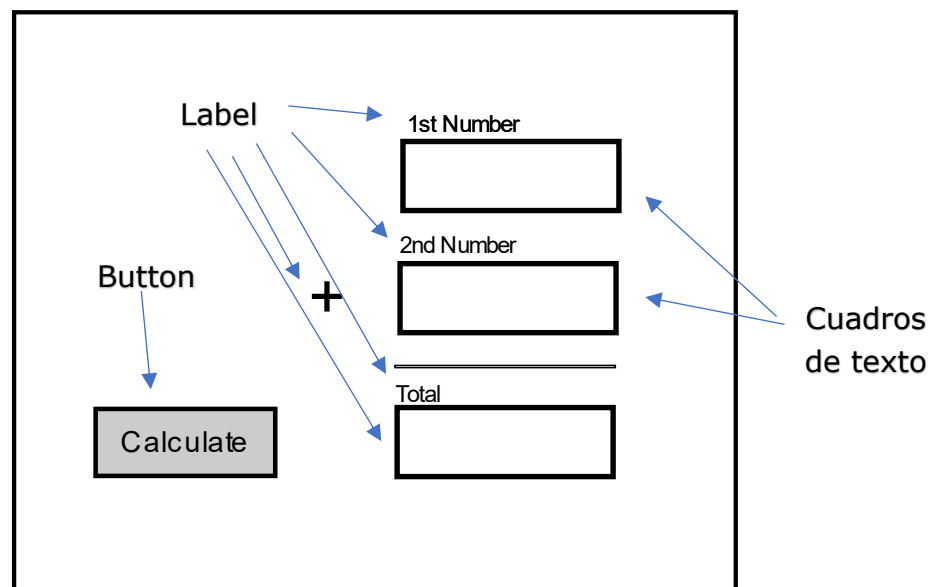 Label
1st Number
2nd Number
Button
+
Cuadros
de texto
Total
Calculate